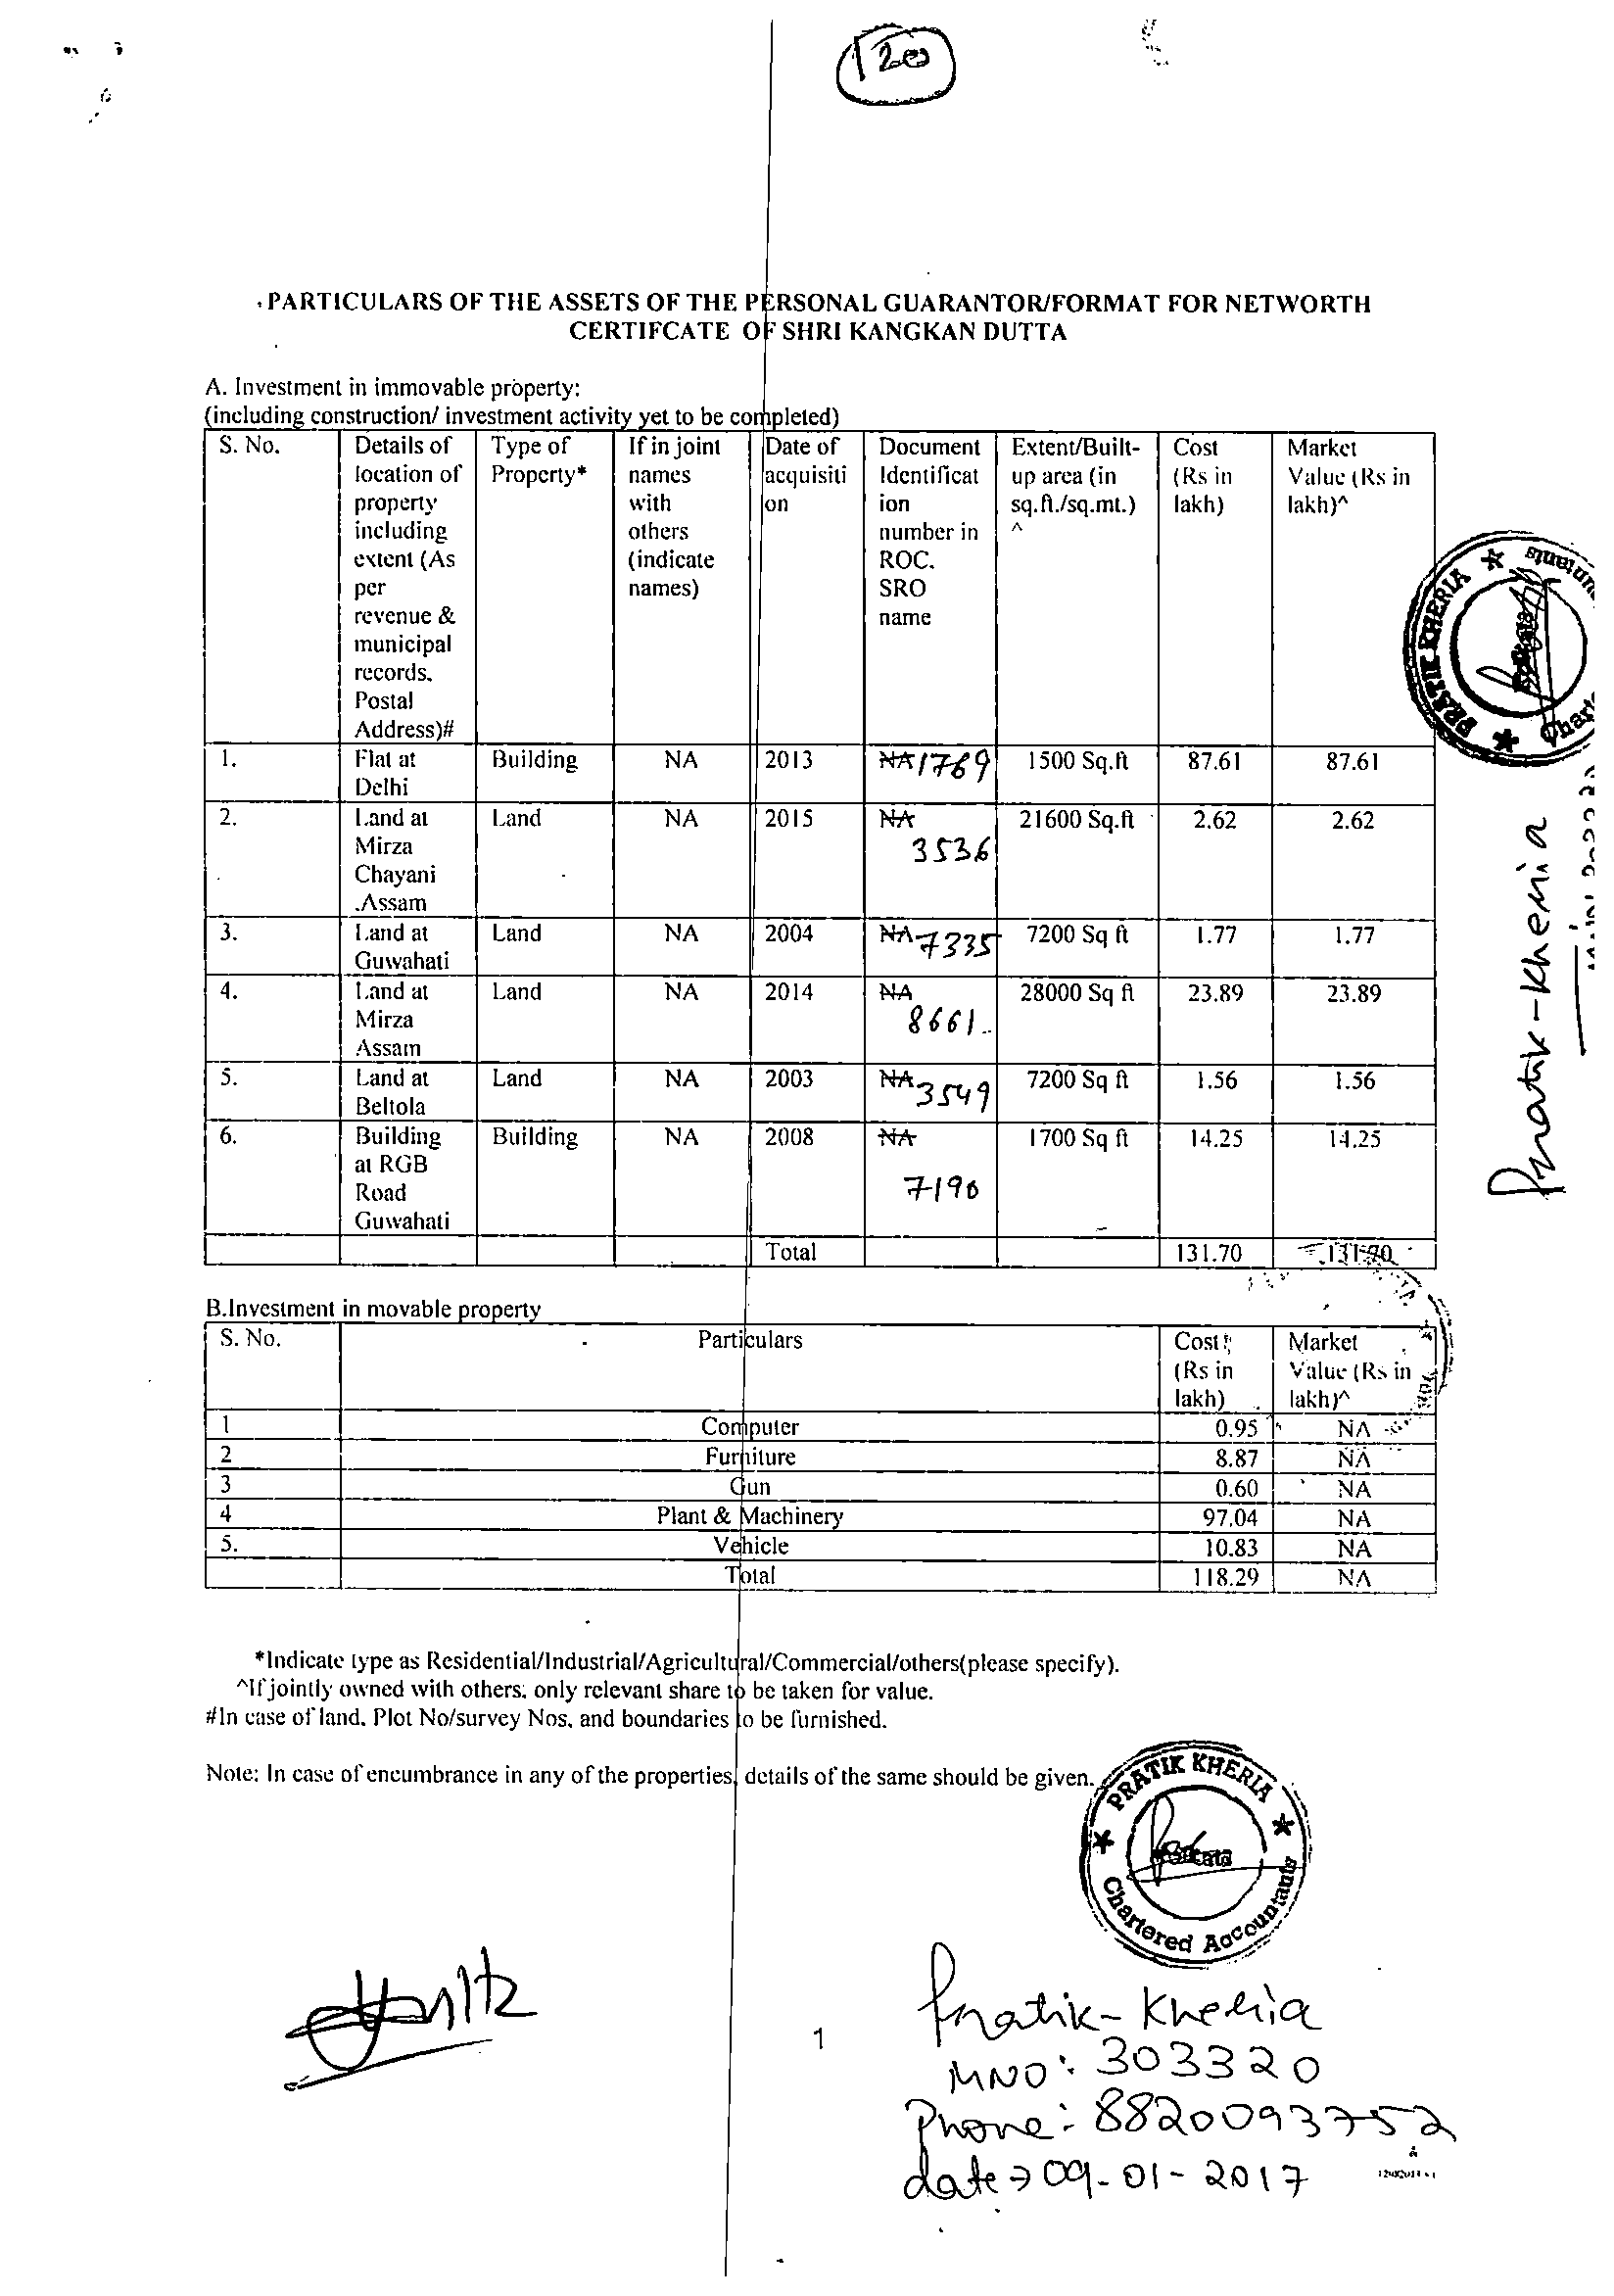 120
PARTICULARS OF THE ASSETS OF THE PERSONAL GUARANTOR/FORMAT FOR NETWORTH
CERTIFCATE OF SHRI KANGKAN DUTTA
A. Investment in immovable property:
(including construction/ investment activity yet to be completed)
S. No. | Details of location of property including extent (As per revenue & municipal records, Postal Address)# | Type of Property* | If in joint names with others (indicate names) | Date of acquisition | Document Identification number in ROC, SRO name | Extent/Built-up area (in sq.ft./sq.mt.) ^ | Cost (Rs in lakh) | Market Value (Rs in lakh)^
1. | Flat at Delhi | Building | NA | 2013 | NA 1769 | 1500 Sq.ft | 87.61 | 87.61
2. | Land at Mirza Chayani .Assam | Land | NA | 2015 | NA 3536 | 21600 Sq.ft | 2.62 | 2.62
3. | Land at Guwahati | Land | NA | 2004 | NA 7335 | 7200 Sq ft | 1.77 | 1.77
4. | Land at Mirza Assam | Land | NA | 2014 | NA 8661 | 28000 Sq ft | 23.89 | 23.89
5. | Land at Beltola | Land | NA | 2003 | NA 3549 | 7200 Sq ft | 1.56 | 1.56
6. | Building at RGB Road Guwahati | Building | NA | 2008 | NA 7190 | 1700 Sq ft | 14.25 | 14.25
Total | 131.70 | 131.70
PRATIK KHERIA
Pratik-Kheria
B.Investment in movable property
S. No. | Particulars | Cost (Rs in lakh) | Market Value (Rs in lakh)^
1 | Computer | 0.95 | NA
2 | Furniture | 8.87 | NA
3 | Gun | 0.60 | NA
4 | Plant & Machinery | 97.04 | NA
5. | Vehicle | 10.83 | NA
Total | 118.29 | NA
*Indicate type as Residential/Industrial/Agricultural/Commercial/others(please specify).
^If jointly owned with others, only relevant share to be taken for value.
#In case of land, Plot No/survey Nos, and boundaries to be furnished.
Note: In case of encumbrance in any of the properties, details of the same should be given.
PRATIK KHERIA
Kolkata
Chartered Accountants
Pratik-Kheria
1
MNO: 303320
Phone: 8820093752
date → 09-01-2017